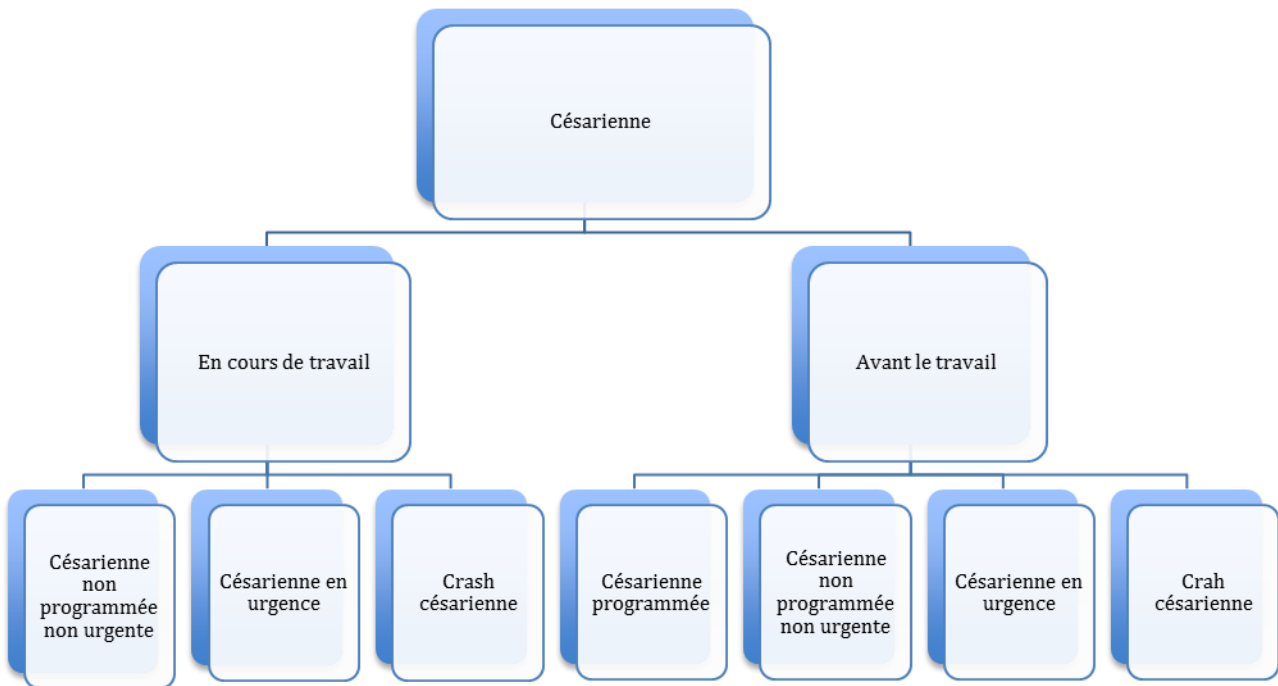 Césarienne
En cours de travail
Avant le travail
Césarienne
non
programmée
non urgente
Césarienne en
urgence
Crash
césarienne
Césarienne
programmée
Césarienne
non
programmée
non urgente
Césarienne en
urgence
Crah
césarienne